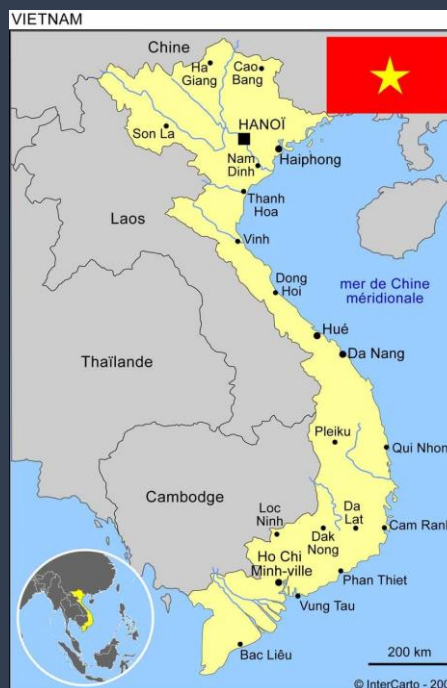 VIETNAM
Chine
Ha
Giang
Cao
Bang
Son La
HANOÏ
Nam
Dinh
Haiphong
Thanh
Hoa
Laos
Vinh
Dong
Hoi
mer de Chine
méridionale
Hué
Da Nang
Thaïlande
Pleiku
Qui Nhon
Cambodge
Loc
Ninh
Da
Lat
Dak
Nong
Cam Ranh
Ho Chi
Minh-ville
Phan Thiet
Vung Tau
Bac Liêu
200 km
© InterCarto - 200